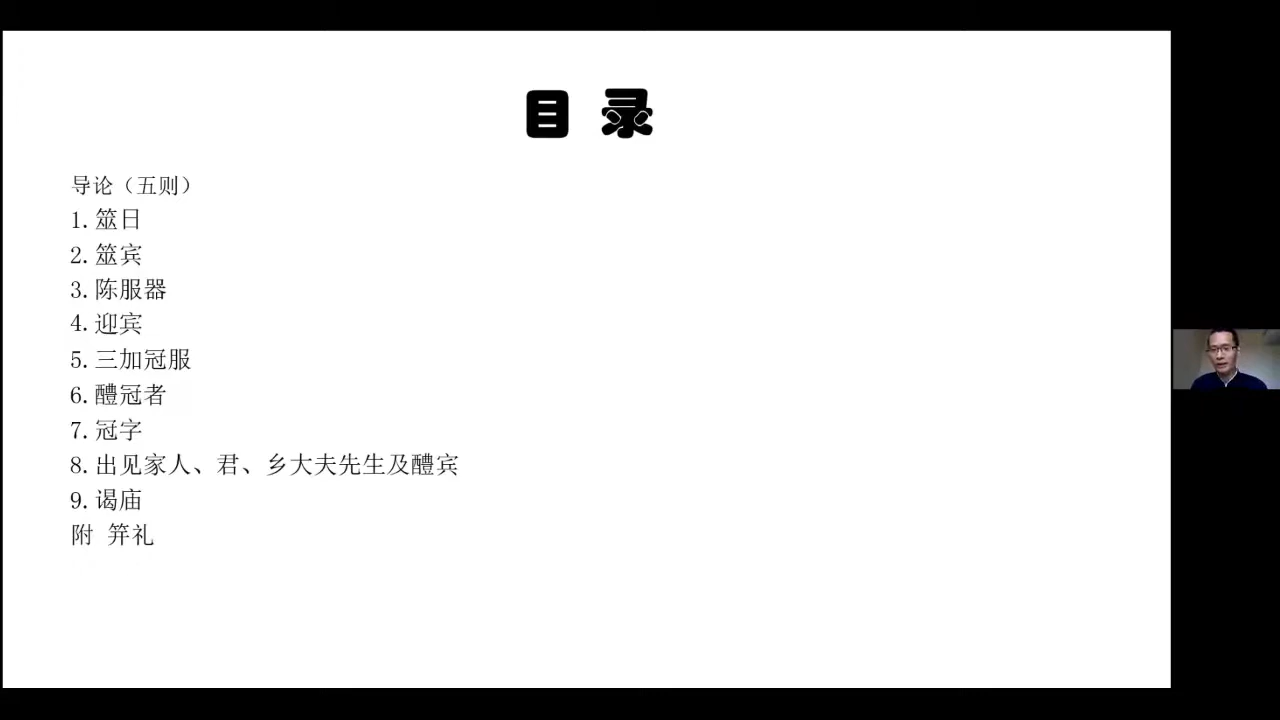 目 录
导论（五则）
1. 筮日
2. 筮宾
3. 陈服器
4. 迎宾
5. 三加冠服
6. 醴冠者
7. 冠字
8. 出见家人、君、乡大夫先生及醴宾
9. 谒庙
附 笄礼